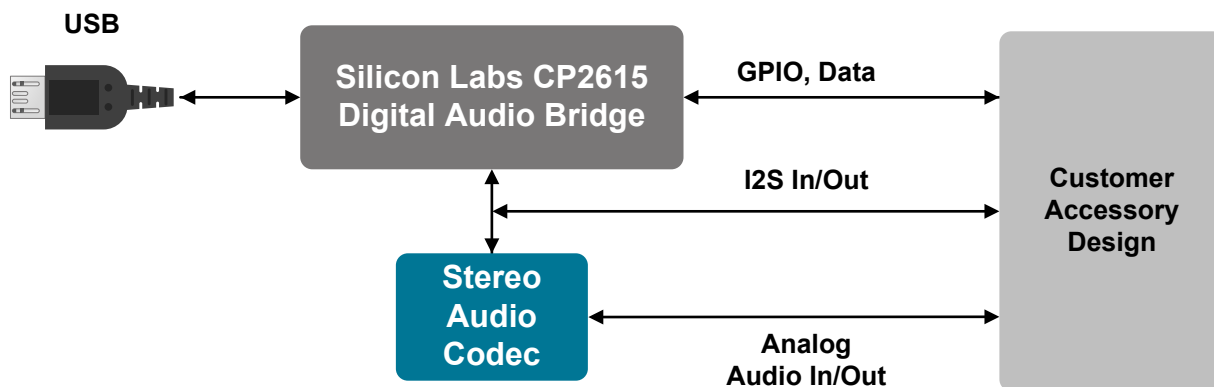 USB
Silicon Labs CP2615
Digital Audio Bridge
GPIO, Data
I2S In/Out
Customer
Accessory
Design
Stereo
Audio
Codec
Analog
Audio In/Out